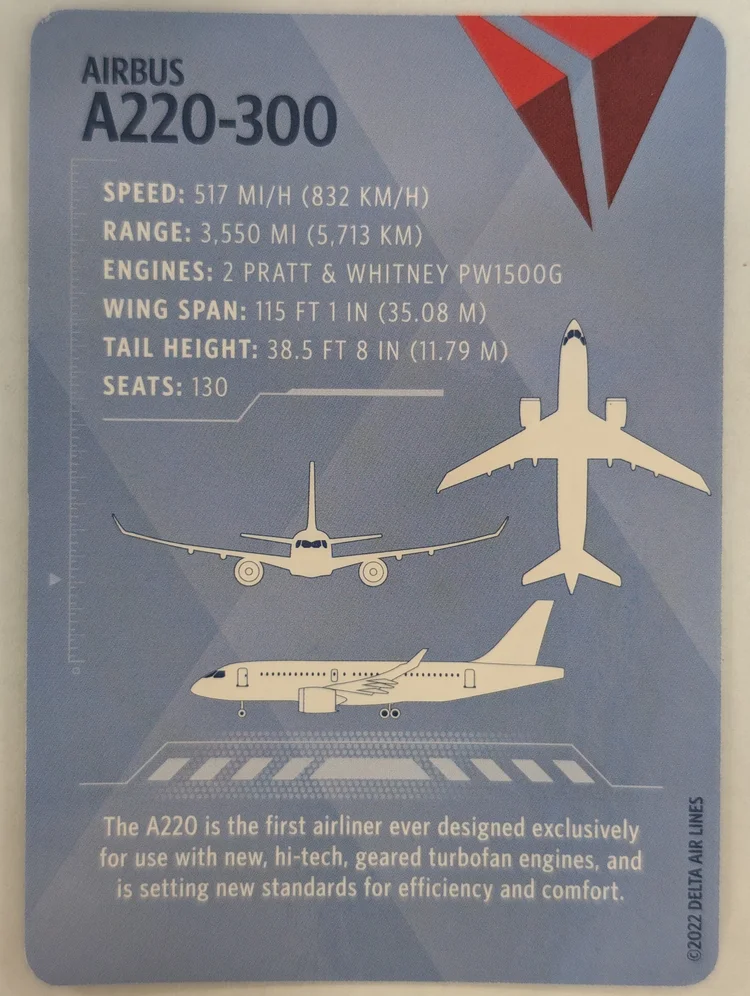 AIRBUS
A220-300
SPEED: 517 MI/H (832 KM/H)
RANGE: 3,550 MI (5,713 KM)
ENGINES: 2 PRATT & WHITNEY PW1500G
WING SPAN: 115 FT 1 IN (35.08 M)
TAIL HEIGHT: 38.5 FT 8 IN (11.79 M)
SEATS: 130
The A220 is the first airliner ever designed exclusively
for use with new, hi-tech, geared turbofan engines, and
is setting new standards for efficiency and comfort.
©2022 DELTA AIR LINES